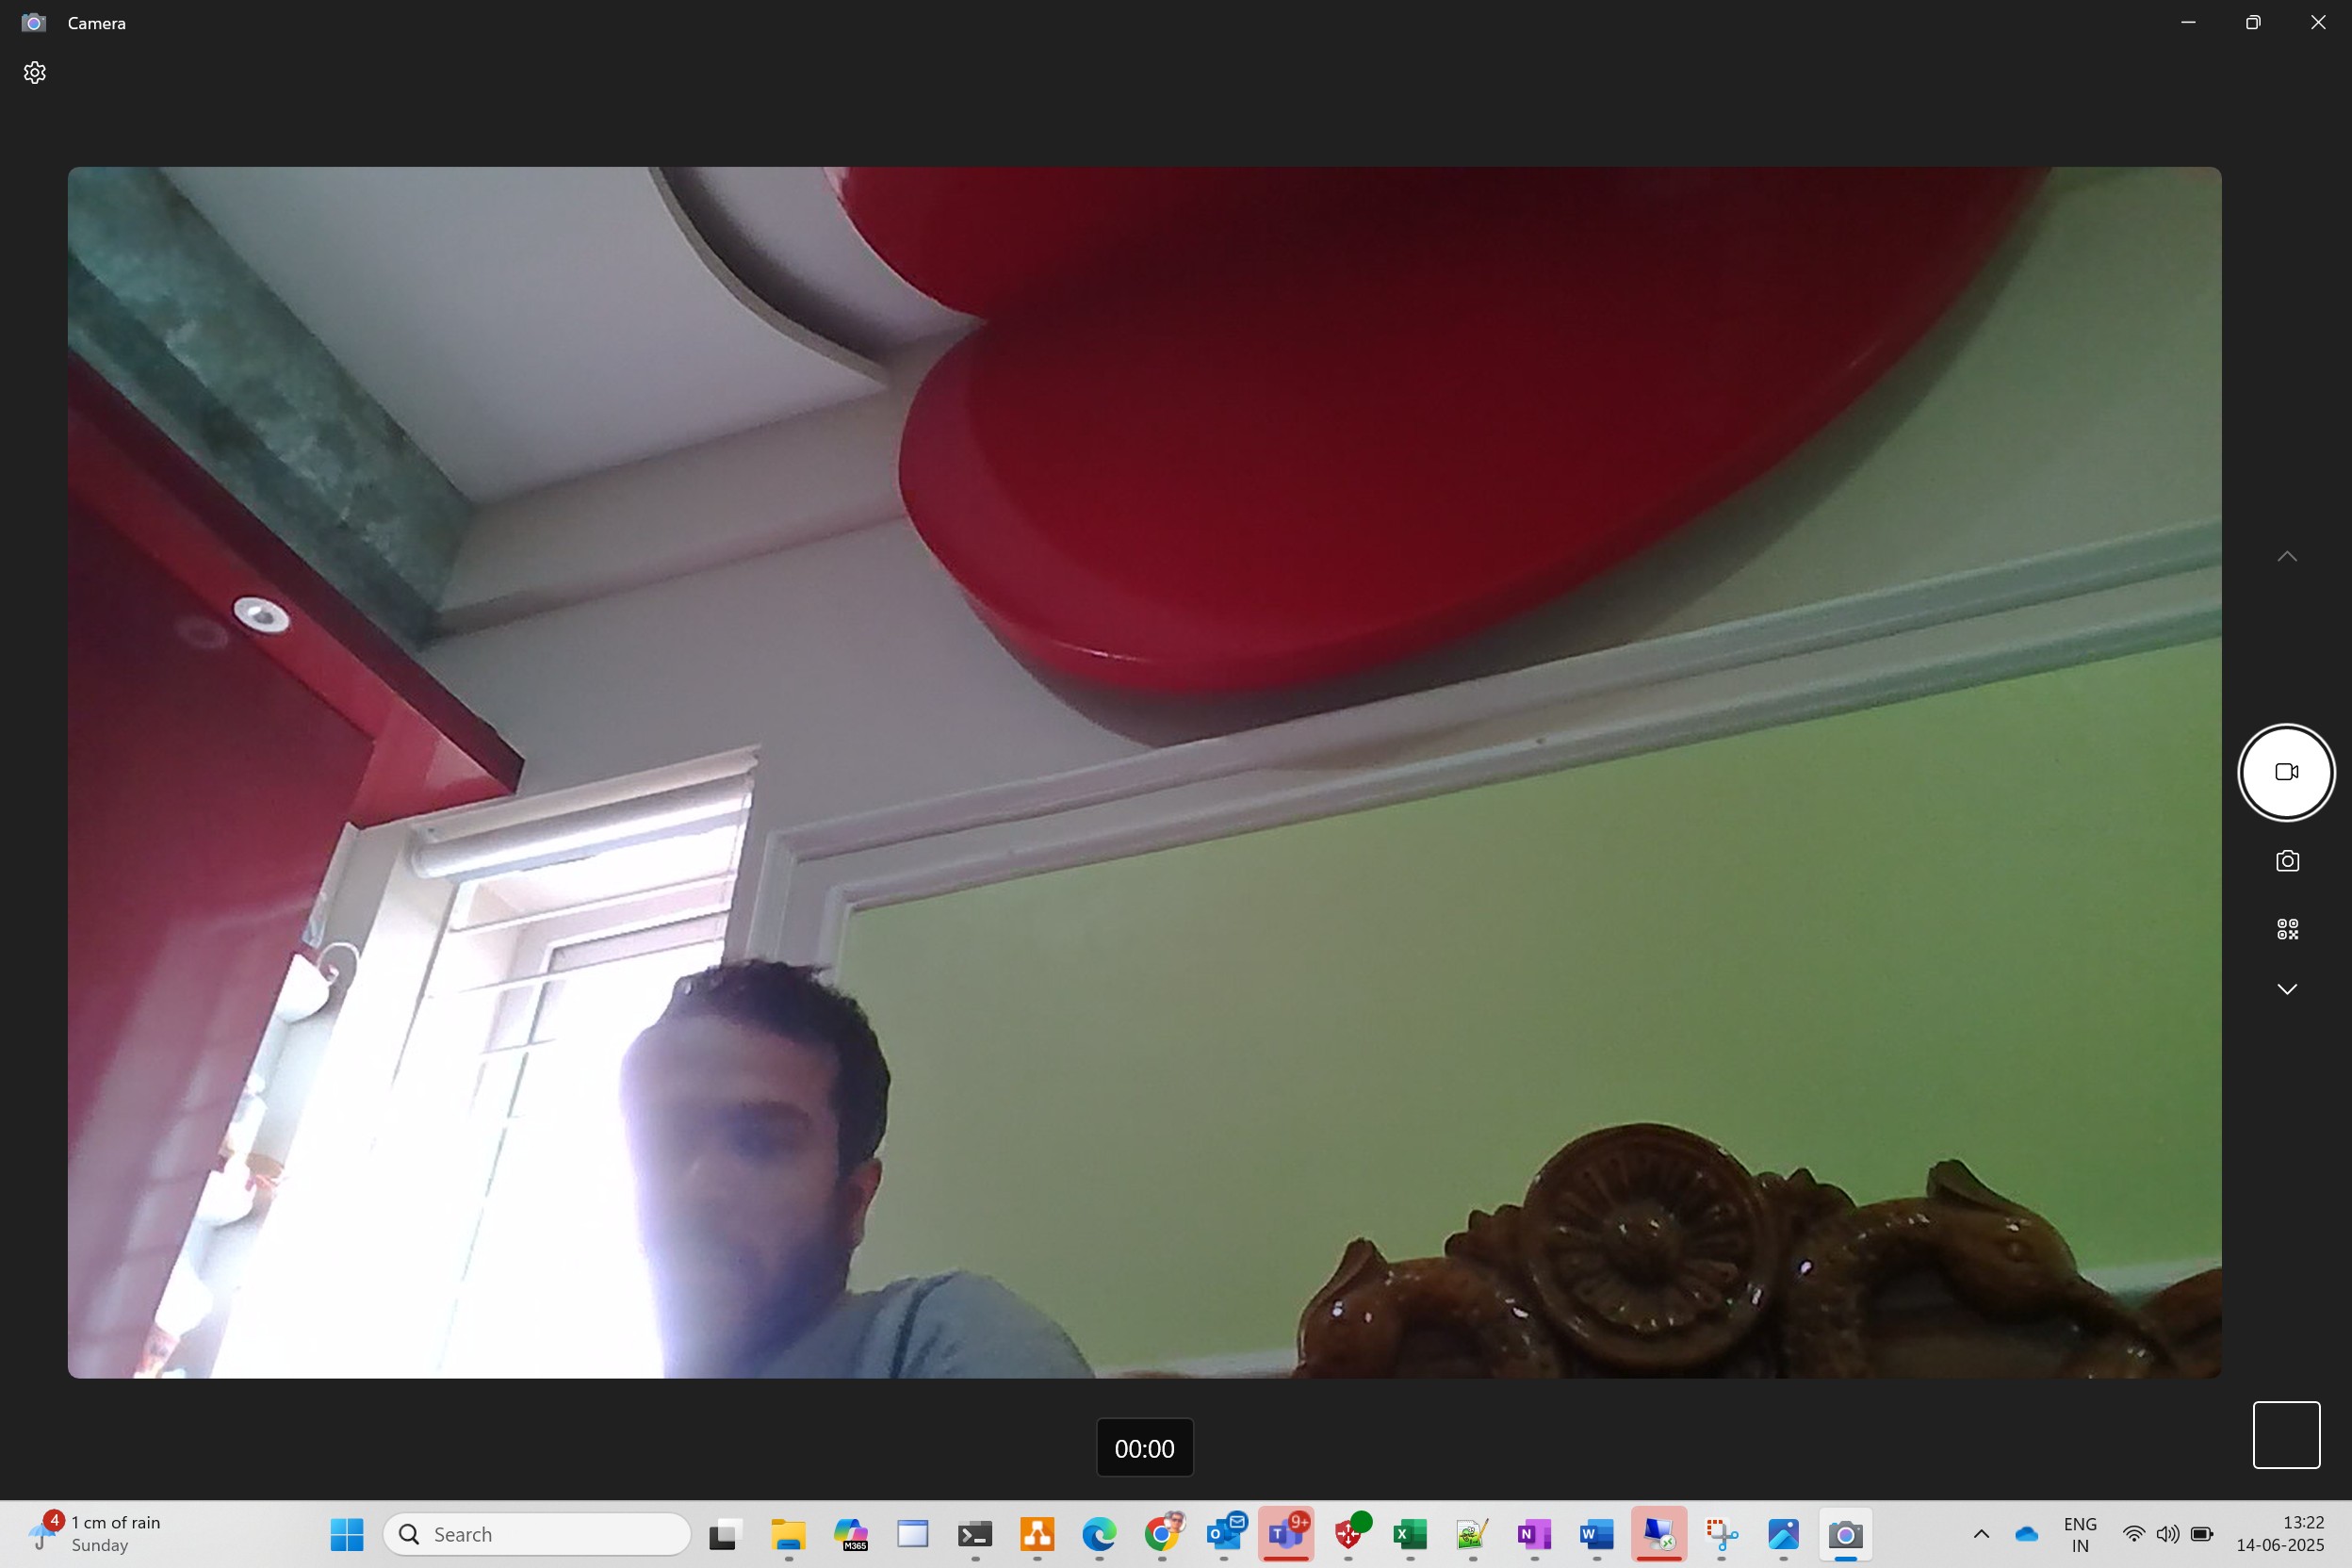 Camera
00:00
4
1 cm of rain
Sunday
Search
M365
9+
ENG
IN
13:22
14-06-2025